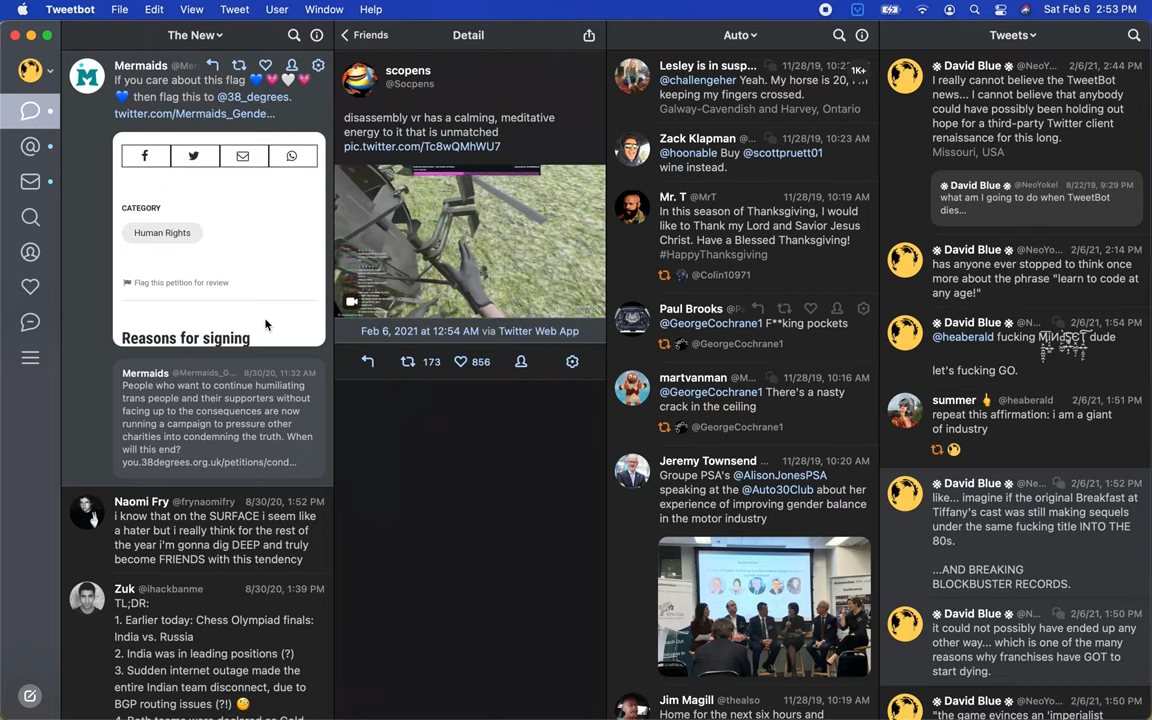 Tweetbot File Edit View Tweet User Window Help Sat Feb 6 2:53 PM
The New
Mermaids @Mer
If you care about this flag 💙💗🤍💗
💙 then flag this to @38_degrees.
twitter.com/Mermaids_Gende...
CATEGORY
Human Rights
Flag this petition for review
Reasons for signing
Mermaids @Mermaids_G... 8/30/20, 11:32 AM
People who want to continue humiliating
trans people and their supporters without
facing up to the consequences are now
running a campaign to pressure other
charities into condemning the truth. When
will this end?
you.38degrees.org.uk/petitions/cond...
Naomi Fry @frynaomifry 8/30/20, 1:52 PM
i know that on the SURFACE i seem like
a hater but i really think for the rest of
the year i'm gonna dig DEEP and truly
become FRIENDS with this tendency
Zuk @ihackbanme 8/30/20, 1:39 PM
TL;DR:
1. Earlier today: Chess Olympiad finals:
India vs. Russia
2. India was in leading positions (?)
3. Sudden internet outage made the
entire Indian team disconnect, due to
BGP routing issues (?!) 🤔
Friends
Detail
scopens
@Socpens
disassembly vr has a calming, meditative
energy to it that is unmatched
pic.twitter.com/Tc8wQMhWU7
Feb 6, 2021 at 12:54 AM via Twitter Web App
173 856
Auto
Lesley is in susp... 11/28/19, 10:2
1K+
@challengeher Yeah. My horse is 20,
keeping my fingers crossed.
Galway-Cavendish and Harvey, Ontario
Zack Klapman @... 11/28/19, 10:23 AM
@hoonable Buy @scottpruett01
wine instead.
Mr. T @MrT 11/28/19, 10:19 AM
In this season of Thanksgiving, I would
like to Thank my Lord and Savior Jesus
Christ. Have a Blessed Thanksgiving!
#HappyThanksgiving
@Colin10971
Paul Brooks @P
@GeorgeCochrane1 F**king pockets
@GeorgeCochrane1
martvanman @M... 11/28/19, 10:16 AM
@GeorgeCochrane1 There's a nasty
crack in the ceiling
@GeorgeCochrane1
Jeremy Townsend ... 11/28/19, 10:20 AM
Groupe PSA's @AlisonJonesPSA
speaking at the @Auto30Club about her
experience of improving gender balance
in the motor industry
Jim Magill @thealso 11/28/19, 10:19 AM
Home for the next six hours and
Tweets
※ David Blue ※ @NeoY... 2/6/21, 2:44 PM
I really cannot believe the TweetBot
news... I cannot believe that anybody
could have possibly been holding out
hope for a third-party Twitter client
renaissance for this long.
Missouri, USA
※ David Blue ※ @NeoYokel 8/22/19, 9:29 PM
what am I going to do when TweetBot
dies...
※ David Blue ※ @NeoYo... 2/6/21, 2:14 PM
has anyone ever stopped to think once
more about the phrase "learn to code at
any age!"
※ David Blue ※ @N... 2/6/21, 1:54 PM
@heaberald fucking MINDSET dude
let's fucking GO.
summer 👆 @heaberald 2/6/21, 1:51 PM
repeat this affirmation: i am a giant
of industry
※ David Blue ※ @Ne... 2/6/21, 1:52 PM
like... imagine if the original Breakfast at
Tiffany's cast was still making sequels
under the same fucking title INTO THE
80s.
...AND BREAKING
BLOCKBUSTER RECORDS.
※ David Blue ※ @N... 2/6/21, 1:50 PM
it could not possibly have ended up any
other way... which is one of the many
reasons why franchises have GOT to
start dying.
※ David Blue ※ @NeoYo... 2/6/21, 1:50 PM
"the game evinces an 'imperialist